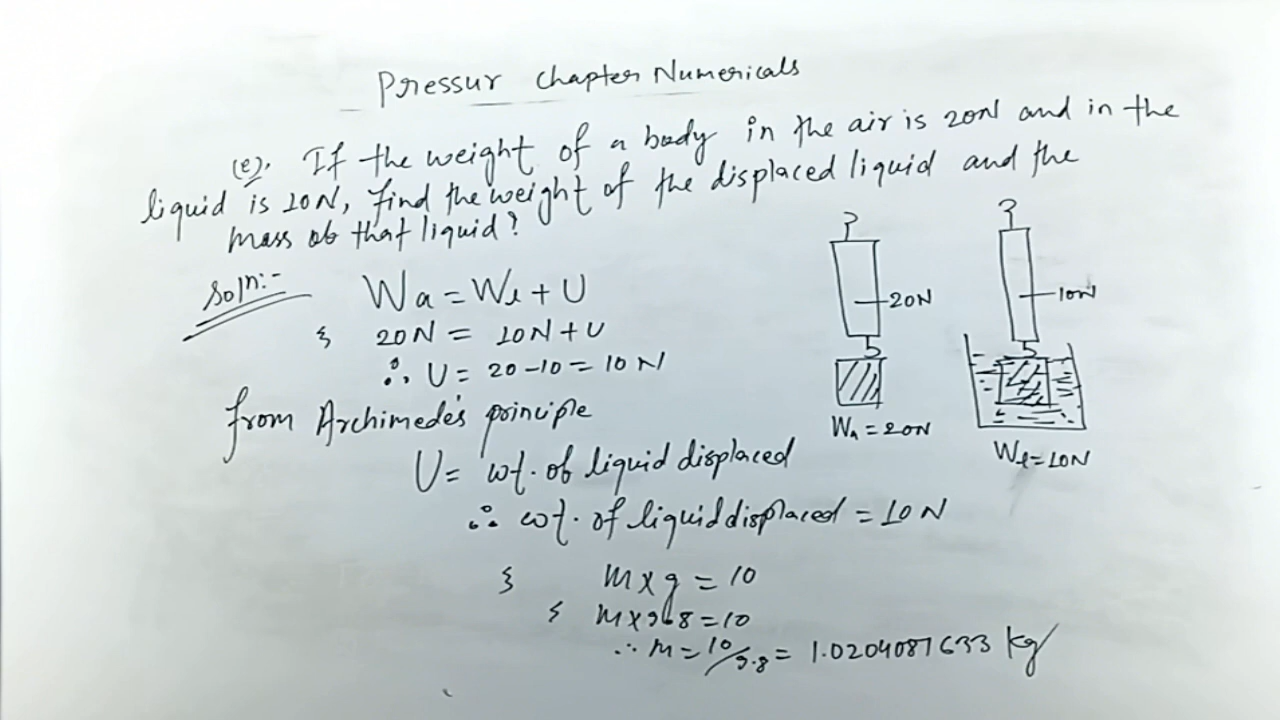 Pressur Chapter Numericals
(e). If the weight of a body in the air is 20N and in the
liquid is 10N, find the weight of the displaced liquid and the
mass ob that liquid?
Soln:-
Wa = Wl + U
20N = 10N + U
∴ U = 20 - 10 = 10 N
from Archimede's principle
U = wt. of liquid displaced
∴ wt. of liquid displaced = 10 N
m x g = 10
m x 9.8 = 10
∴ m = 10/9.8 = 1.0204087633 kg
20N
10N
Wa = 20N
Wl = 10N